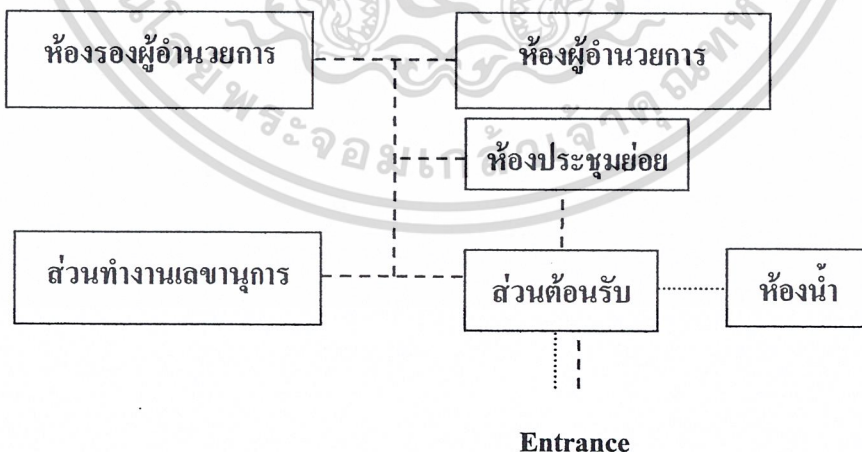 ห้องรองผู้อำนวยการ
ห้องผู้อำนวยการ
ห้องประชุมย่อย
ส่วนทำงานเลขานุการ
ส่วนต้อนรับ
ห้องน้ำ
Entrance